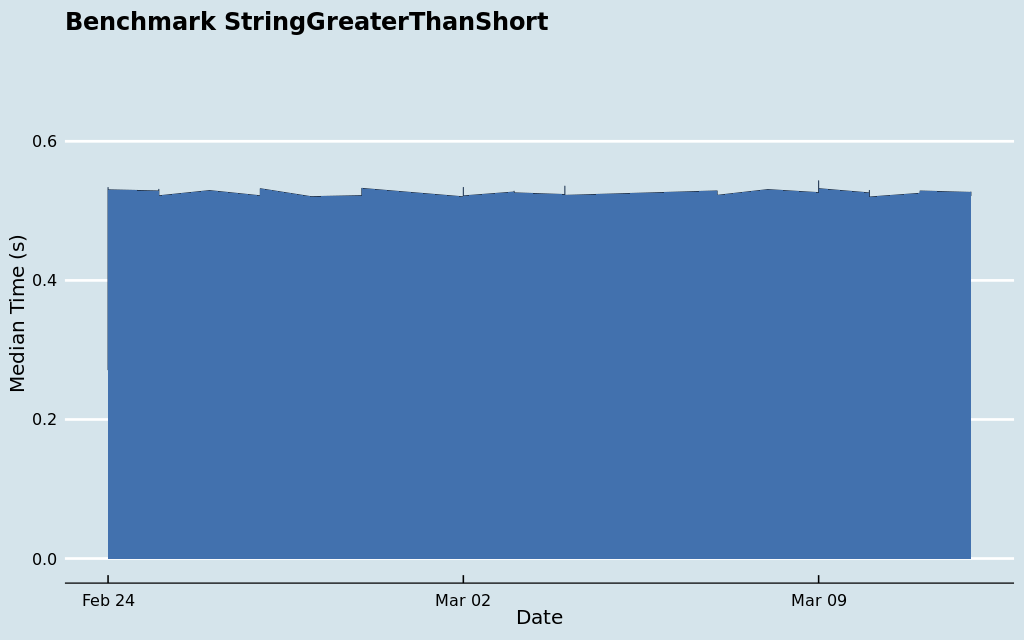 Benchmark StringGreaterThanShort
0.6
0.4
0.2
0.0
Median Time (s)
Feb 24
Mar 02
Mar 09
Date